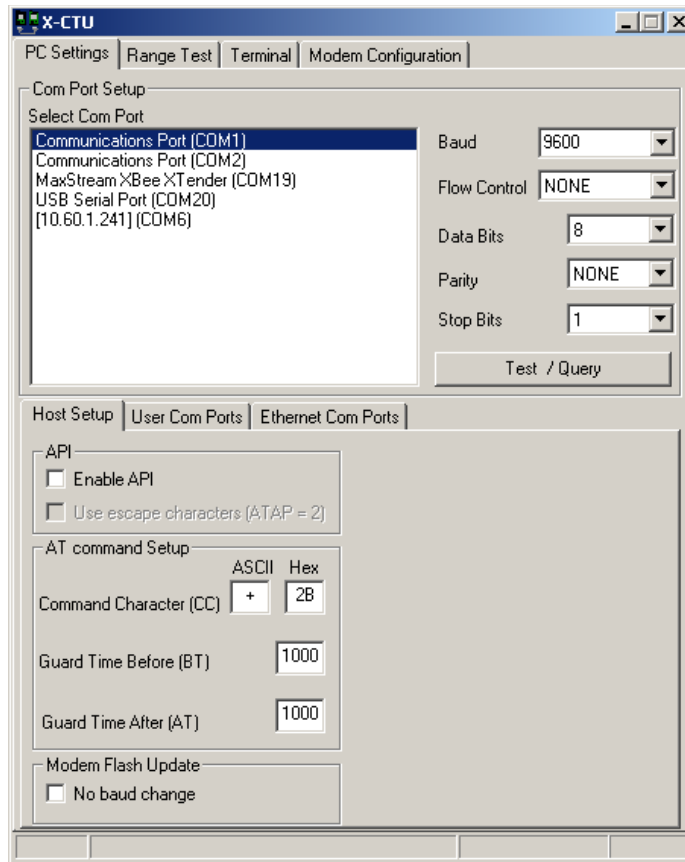 X-CTU
PC Settings Range Test Terminal Modem Configuration
Com Port Setup
Select Com Port
Communications Port (COM1)
Communications Port (COM2)
MaxStream XBee XTender (COM19)
USB Serial Port (COM20)
[10.60.1.241] (COM6)
Baud 9600
Flow Control NONE
Data Bits 8
Parity NONE
Stop Bits 1
Test / Query
Host Setup User Com Ports Ethernet Com Ports
API
Enable API
Use escape characters (ATAP = 2)
AT command Setup
ASCII Hex
Command Character (CC) + 2B
Guard Time Before (BT) 1000
Guard Time After (AT) 1000
Modem Flash Update
No baud change